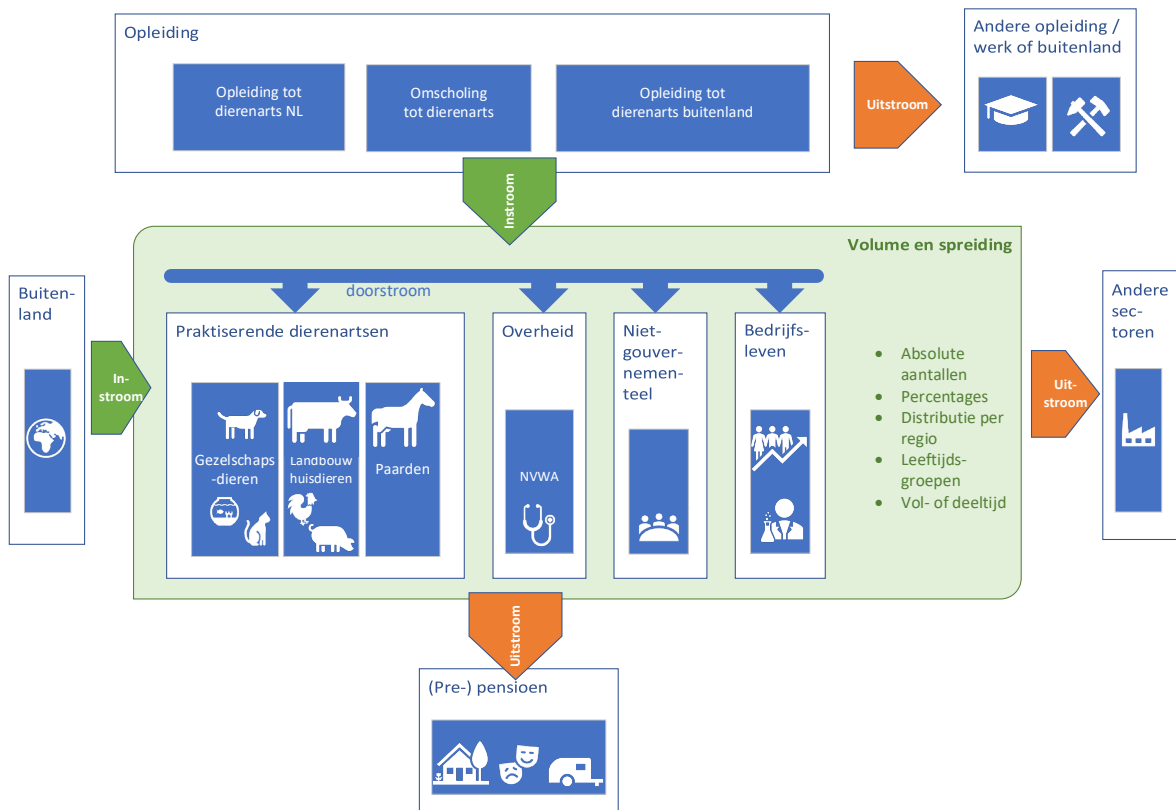 Opleiding
Opleiding tot
dierenarts NL
Omscholing
tot dierenarts
Opleiding tot
dierenarts buitenland
Uitstroom
Andere opleiding /
werk of buitenland
Instroom
Volume en spreiding
doorstroom
Buiten-
land
In-
stroom
Praktiserende dierenartsen
Gezelschaps
-dieren
Landbouw
huisdieren
Paarden
Overheid
NVWA
Niet-
gouver-
nemen-
teel
Bedrijfs-
leven
• Absolute
aantallen
• Percentages
• Distributie per
regio
• Leeftijds-
groepen
• Vol- of deeltijd
Uit-
stroom
Andere
sec-
toren
Uitstroom
(Pre-) pensioen